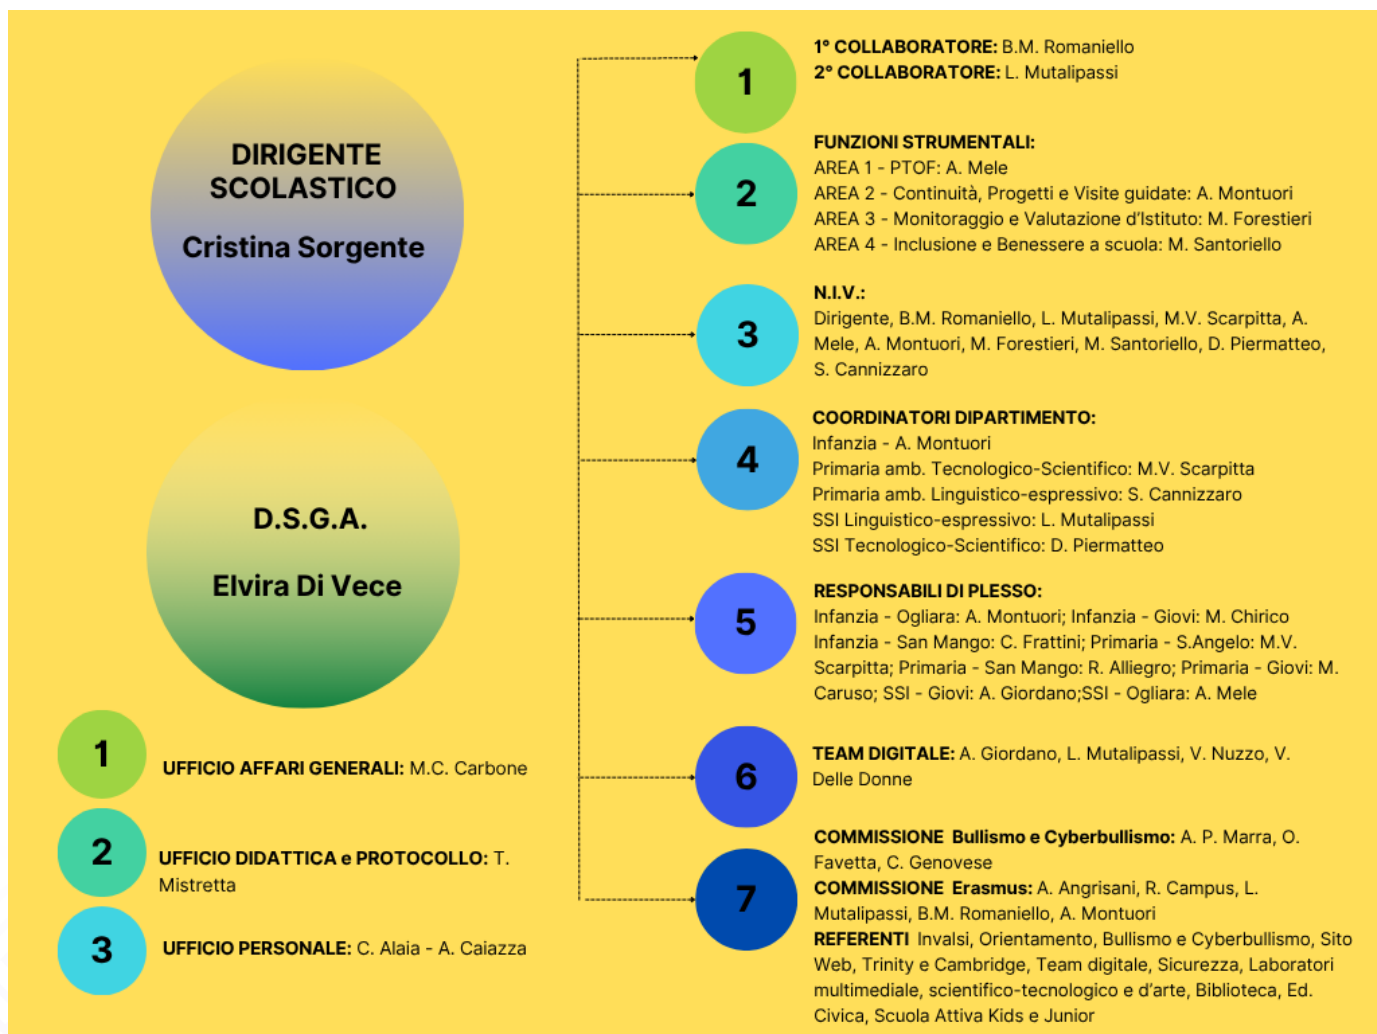 DIRIGENTE
SCOLASTICO
Cristina Sorgente
D.S.G.A.
Elvira Di Vece
1
UFFICIO AFFARI GENERALI: M.C. Carbone
2
UFFICIO DIDATTICA e PROTOCOLLO: T.
Mistretta
3
UFFICIO PERSONALE: C. Alaia - A. Caiazza
1
1° COLLABORATORE: B.M. Romaniello
2° COLLABORATORE: L. Mutalipassi
2
FUNZIONI STRUMENTALI:
AREA 1 - PTOF: A. Mele
AREA 2 - Continuità, Progetti e Visite guidate: A. Montuori
AREA 3 - Monitoraggio e Valutazione d'Istituto: M. Forestieri
AREA 4 - Inclusione e Benessere a scuola: M. Santoriello
3
N.I.V.:
Dirigente, B.M. Romaniello, L. Mutalipassi, M.V. Scarpitta, A.
Mele, A. Montuori, M. Forestieri, M. Santoriello, D. Piermatteo,
S. Cannizzaro
4
COORDINATORI DIPARTIMENTO:
Infanzia - A. Montuori
Primaria amb. Tecnologico-Scientifico: M.V. Scarpitta
Primaria amb. Linguistico-espressivo: S. Cannizzaro
SSI Linguistico-espressivo: L. Mutalipassi
SSI Tecnologico-Scientifico: D. Piermatteo
5
RESPONSABILI DI PLESSO:
Infanzia - Ogliara: A. Montuori; Infanzia - Giovi: M. Chirico
Infanzia - San Mango: C. Frattini; Primaria - S.Angelo: M.V.
Scarpitta; Primaria - San Mango: R. Alliegro; Primaria - Giovi: M.
Caruso; SSI - Giovi: A. Giordano;SSI - Ogliara: A. Mele
6
TEAM DIGITALE: A. Giordano, L. Mutalipassi, V. Nuzzo, V.
Delle Donne
7
COMMISSIONE Bullismo e Cyberbullismo: A. P. Marra, O.
Favetta, C. Genovese
COMMISSIONE Erasmus: A. Angrisani, R. Campus, L.
Mutalipassi, B.M. Romaniello, A. Montuori
REFERENTI Invalsi, Orientamento, Bullismo e Cyberbullismo, Sito
Web, Trinity e Cambridge, Team digitale, Sicurezza, Laboratori
multimediale, scientifico-tecnologico e d'arte, Biblioteca, Ed.
Civica, Scuola Attiva Kids e Junior